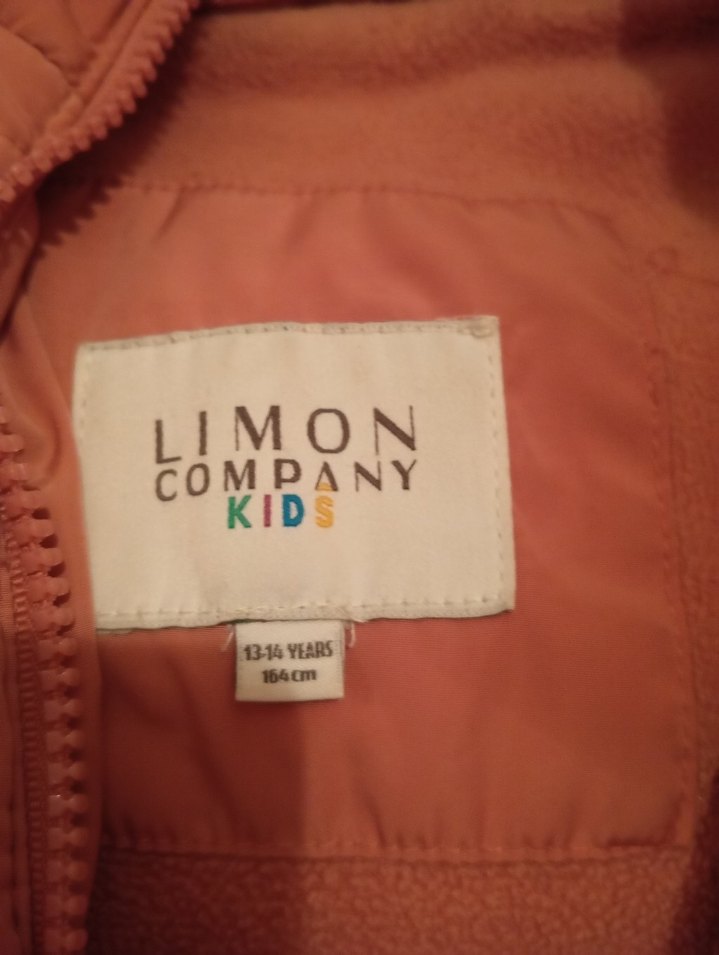 LIMON
COMPANY
KIDS
13-14 YEARS
164cm